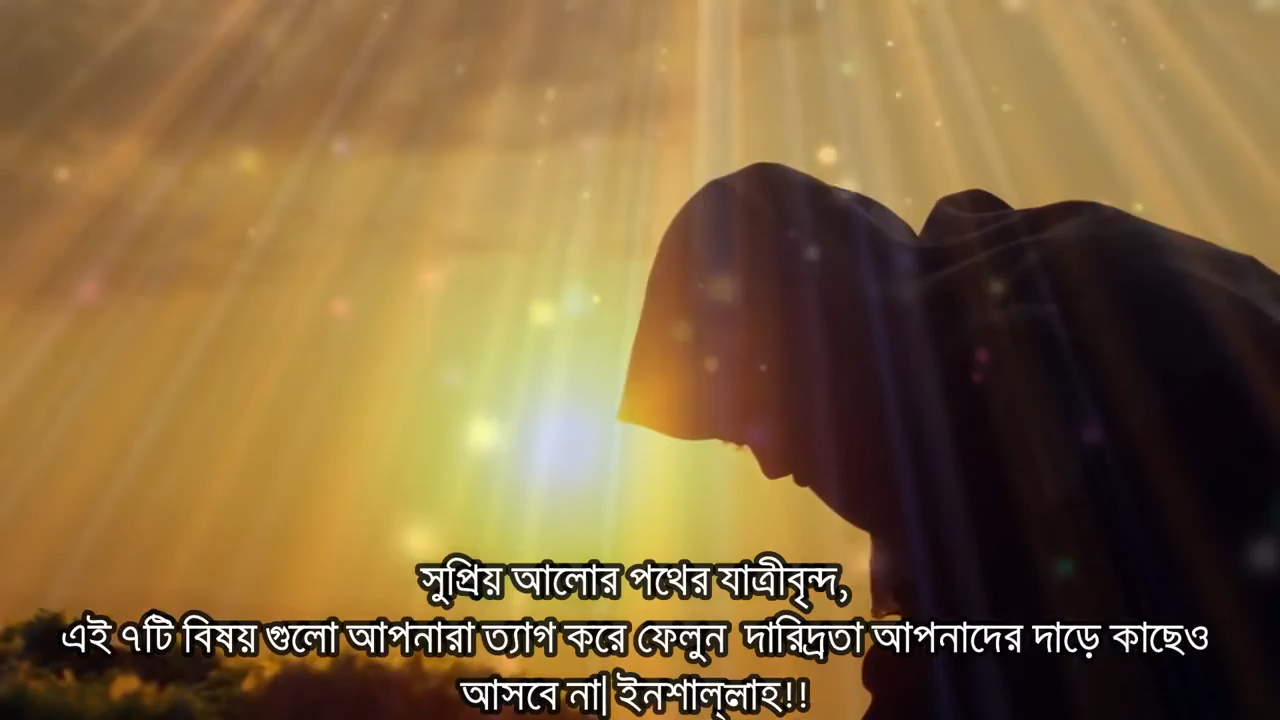 সুপ্রিয় আলোর পথের যাত্রীবৃন্দ,
এই ৭টি বিষয় গুলো আপনারা ত্যাগ করে ফেলুন  দারিদ্রতা আপনাদের দাড়ে কাছেও
আসবে না| ইনশাল্লাহ!!